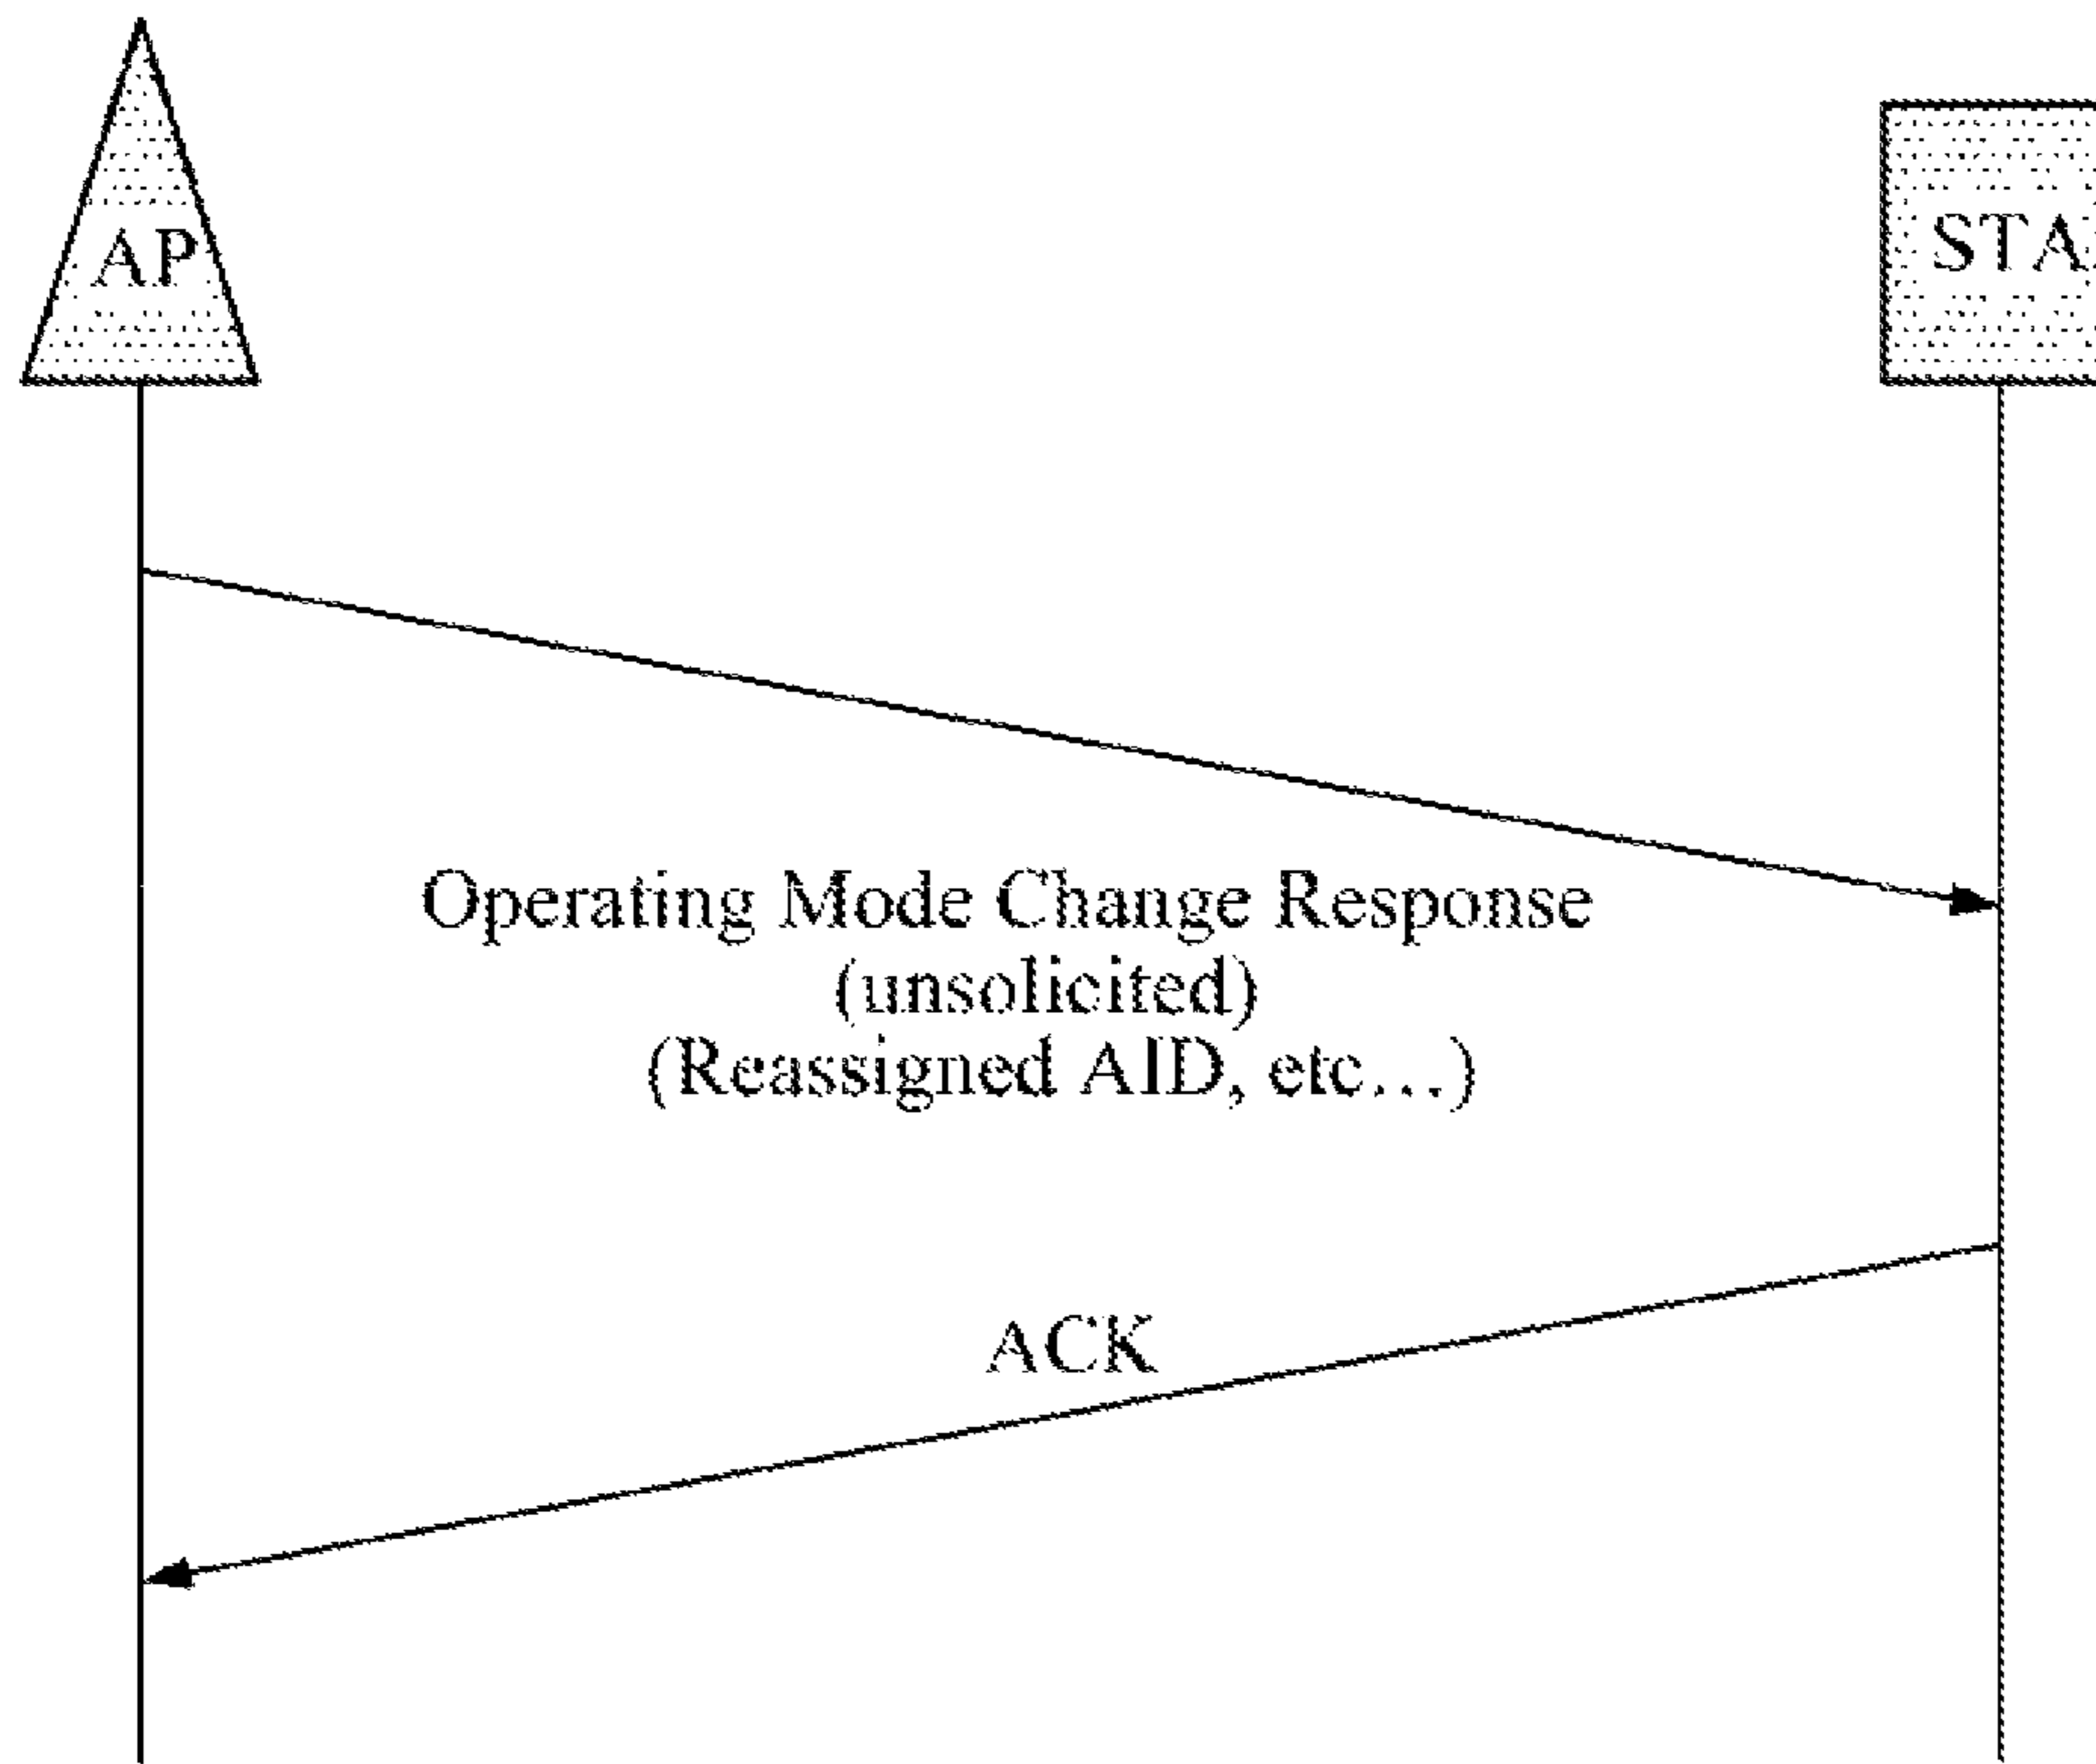 AP
STA
Operating Mode Change Response
(unsolicited)
(Reassigned AID, etc...)
ACK